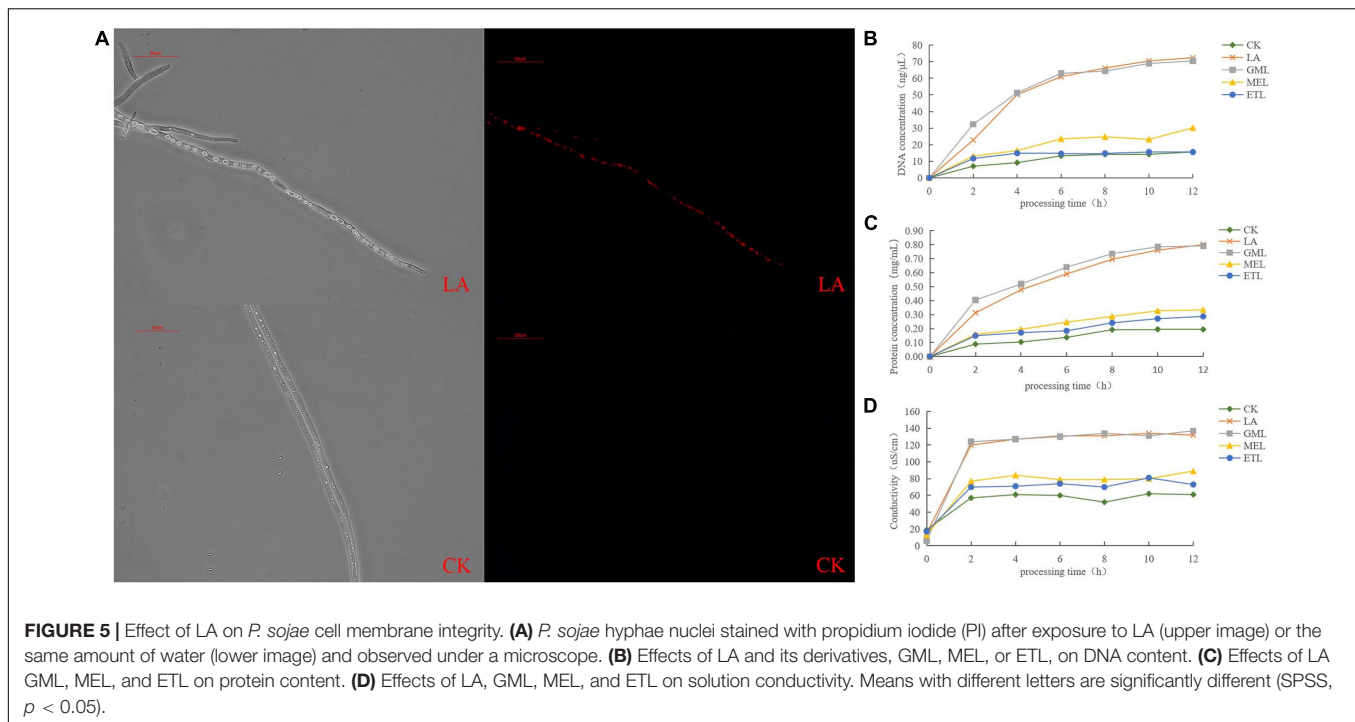 A
LA
LA
CK
CK
B
DNA concentration（ng/μL）
80
70
60
50
40
30
20
10
0
0 2 4 6 8 10 12
processing time（h）
CK
LA
GML
MEL
ETL
C
Protein concentration（mg/mL）
0.90
0.80
0.70
0.60
0.50
0.40
0.30
0.20
0.10
0.00
0 2 4 6 8 10 12
processing time（h）
CK
LA
GML
MEL
ETL
D
Conductivity（uS/cm）
160
140
120
100
80
60
40
20
0
0 2 4 6 8 10 12
processing time（h）
CK
LA
GML
MEL
ETL
FIGURE 5 | Effect of LA on P. sojae cell membrane integrity. (A) P. sojae hyphae nuclei stained with propidium iodide (PI) after exposure to LA (upper image) or the
same amount of water (lower image) and observed under a microscope. (B) Effects of LA and its derivatives, GML, MEL, or ETL, on DNA content. (C) Effects of LA
GML, MEL, and ETL on protein content. (D) Effects of LA, GML, MEL, and ETL on solution conductivity. Means with different letters are significantly different (SPSS,
p < 0.05).